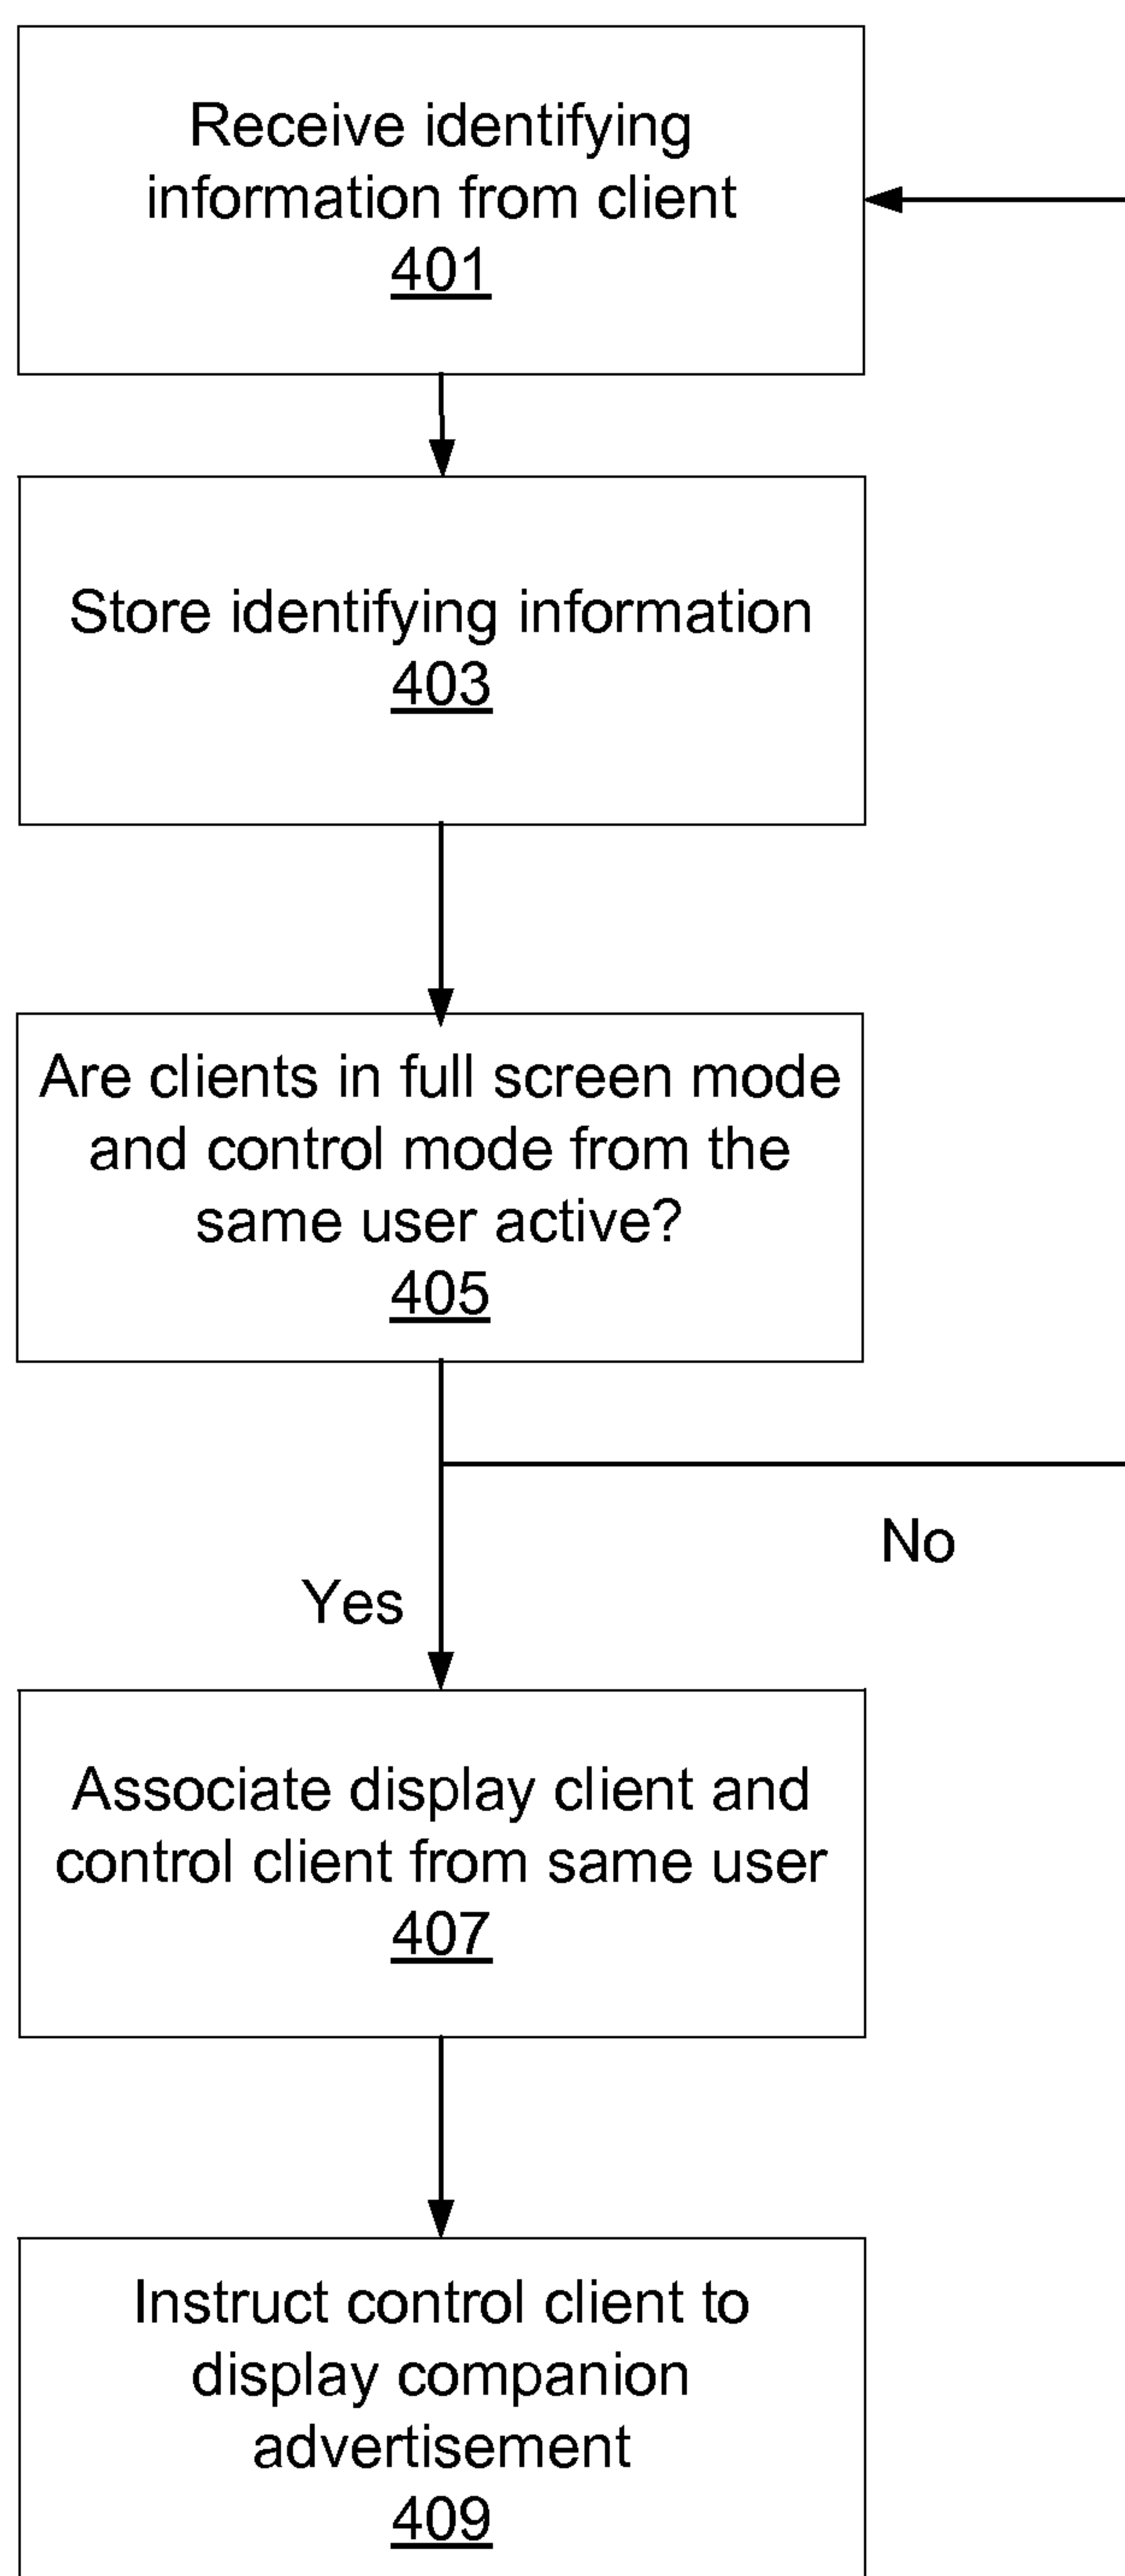 Receive identifying
information from client
401
Store identifying information
403
Are clients in full screen mode
and control mode from the
same user active?
405
No
Yes
Associate display client and
control client from same user
407
Instruct control client to
display companion
advertisement
409